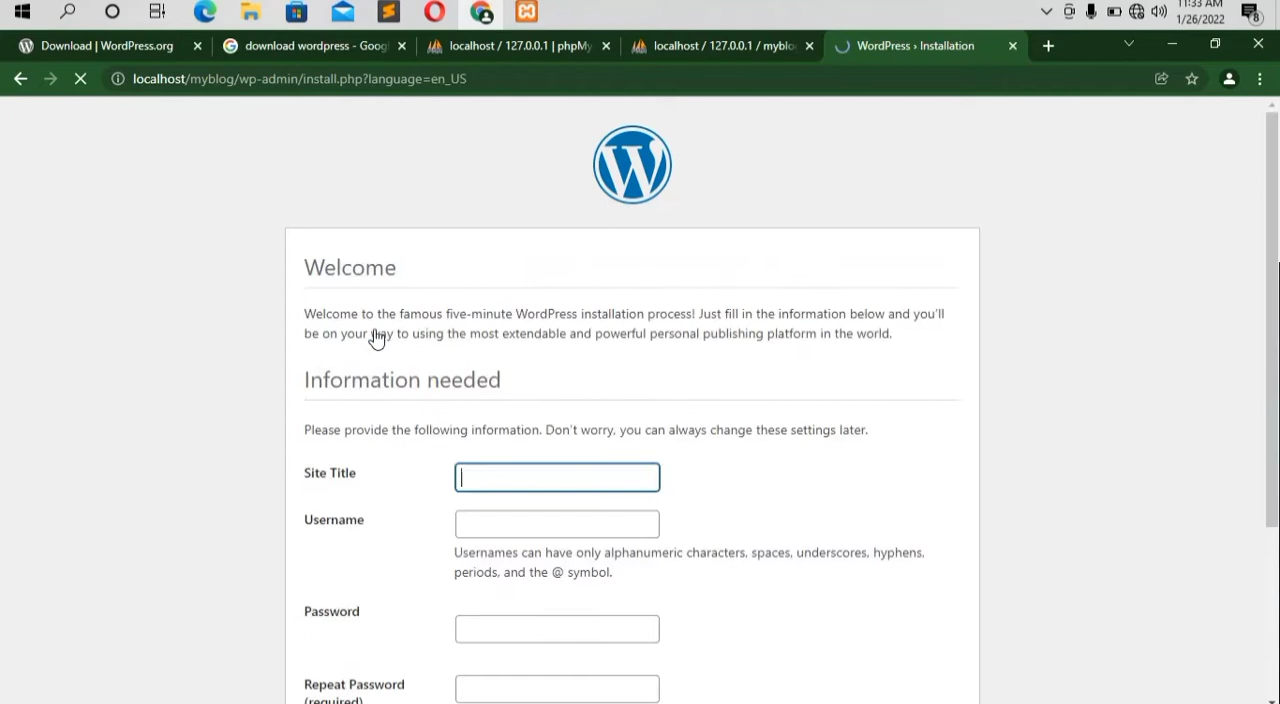 11:33 AM
1/26/2022
8
Download | WordPress.org
download wordpress - Goog
localhost / 127.0.0.1 | phpMy
localhost / 127.0.0.1 / myblo
WordPress › Installation
localhost/myblog/wp-admin/install.php?language=en_US
Welcome
Welcome to the famous five-minute WordPress installation process! Just fill in the information below and you'll
be on your way to using the most extendable and powerful personal publishing platform in the world.
Information needed
Please provide the following information. Don't worry, you can always change these settings later.
Site Title
Username
Usernames can have only alphanumeric characters, spaces, underscores, hyphens,
periods, and the @ symbol.
Password
Repeat Password
(required)